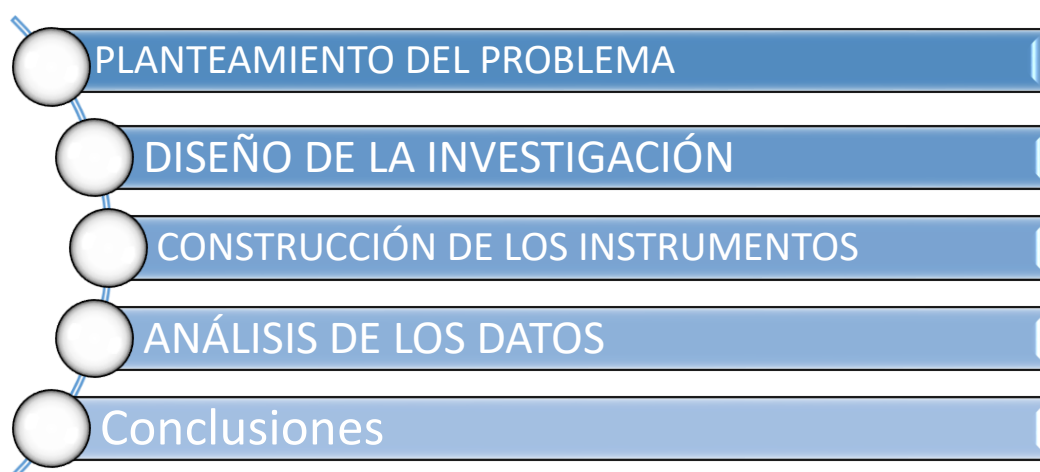 PLANTEAMIENTO DEL PROBLEMA
DISEÑO DE LA INVESTIGACIÓN
CONSTRUCCIÓN DE LOS INSTRUMENTOS
ANÁLISIS DE LOS DATOS
Conclusiones